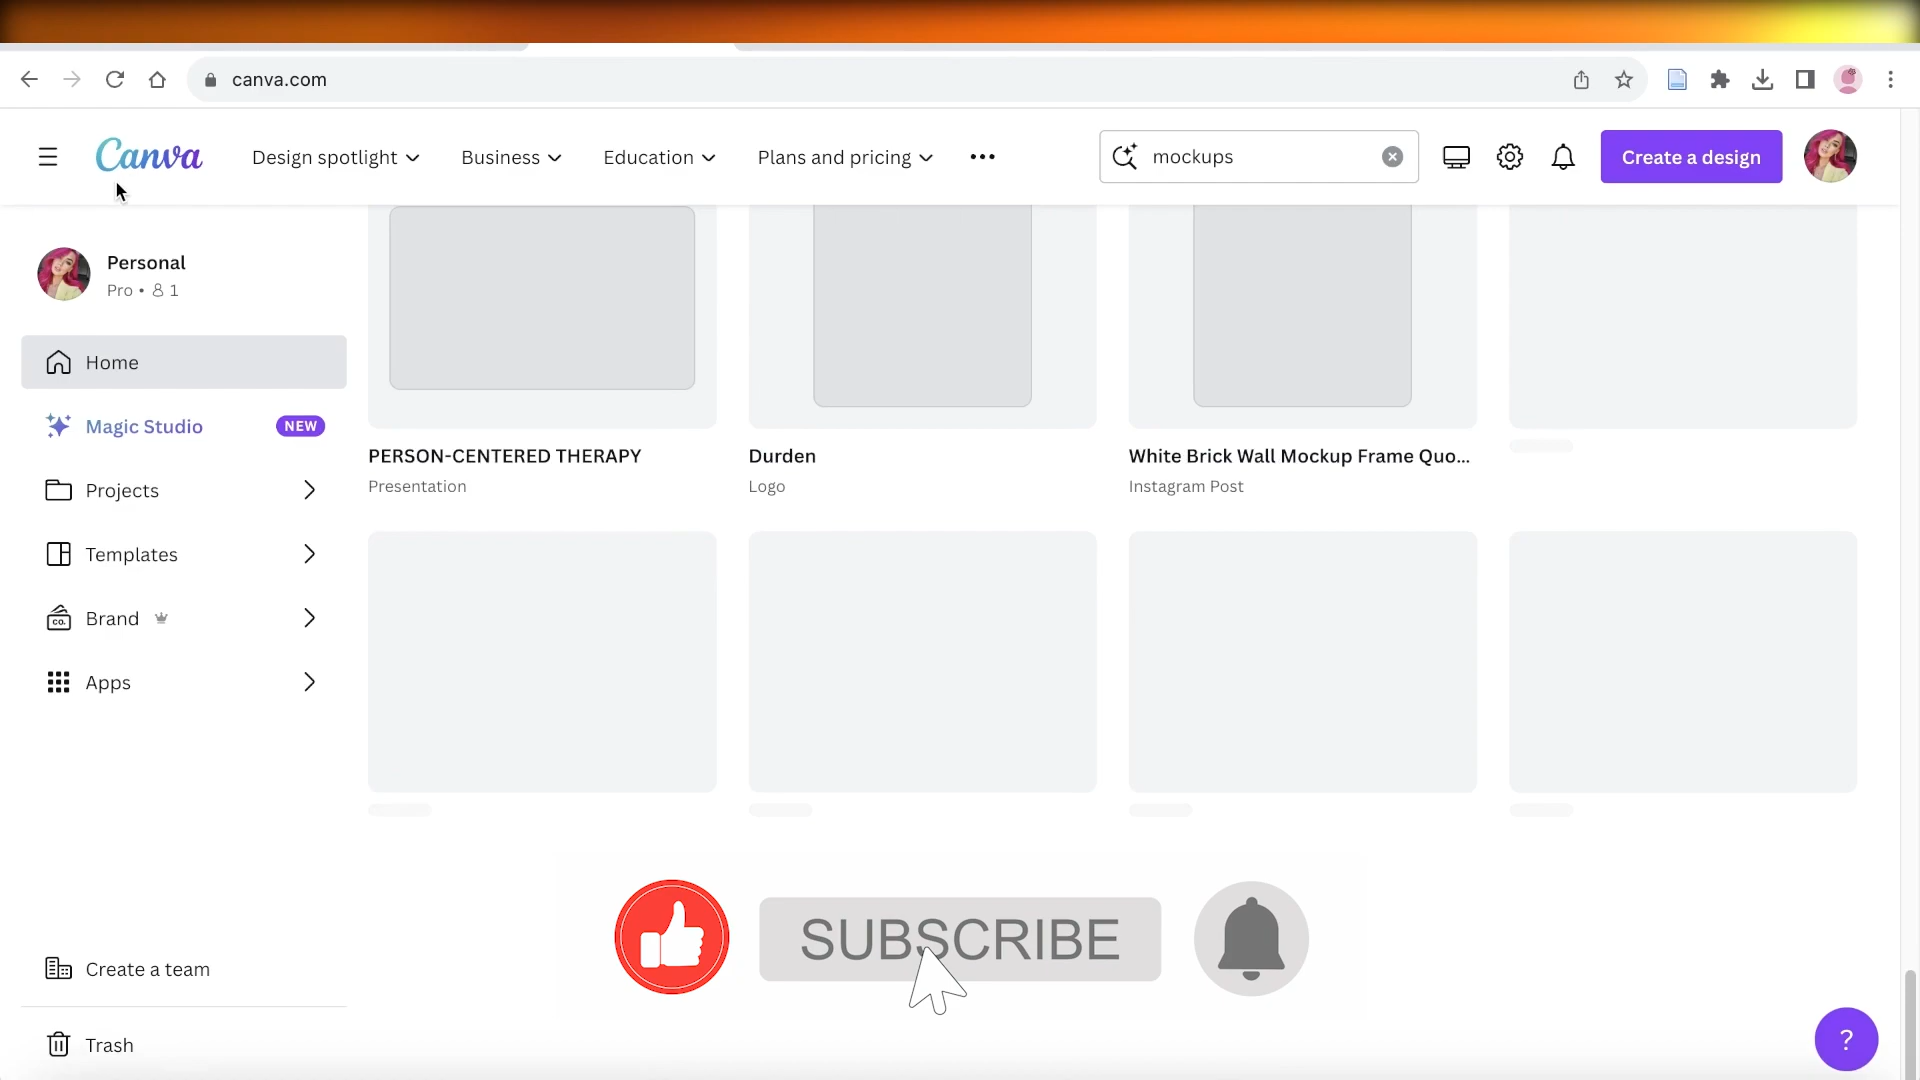 canva.com
Canva
Design spotlight
Business
Education
Plans and pricing
mockups
Create a design
Personal
Pro • 1
Home
Magic Studio
NEW
Projects
Templates
CO.
Brand
Apps
PERSON-CENTERED THERAPY
Presentation
Durden
Logo
White Brick Wall Mockup Frame Quo...
Instagram Post
SUBSCRIBE
Create a team
Trash
?